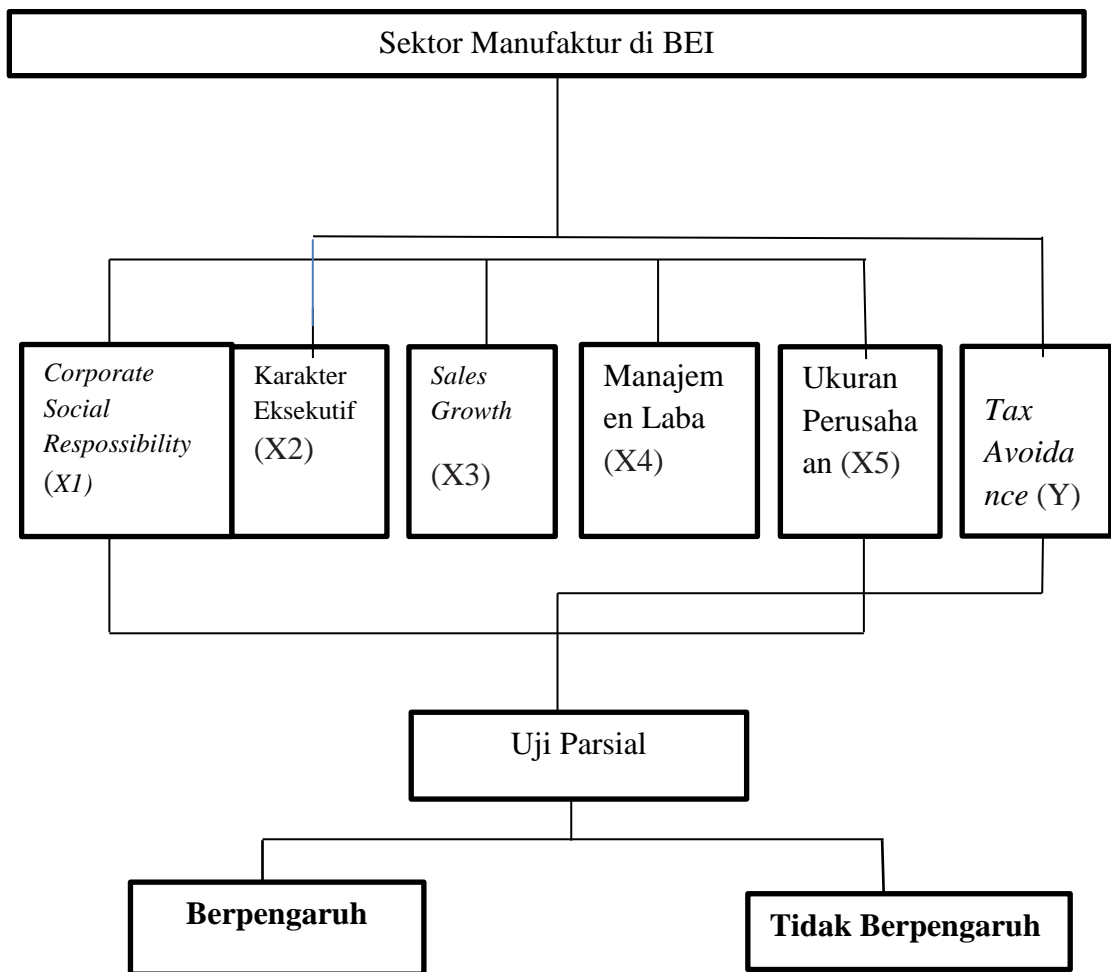 Sektor Manufaktur di BEI
Corporate
Social
Respossibility
(X1)
Karakter
Eksekutif
(X2)
Sales
Growth
(X3)
Manajem
en Laba
(X4)
Ukuran
Perusaha
an (X5)
Tax
Avoida
nce (Y)
Uji Parsial
Berpengaruh
Tidak Berpengaruh